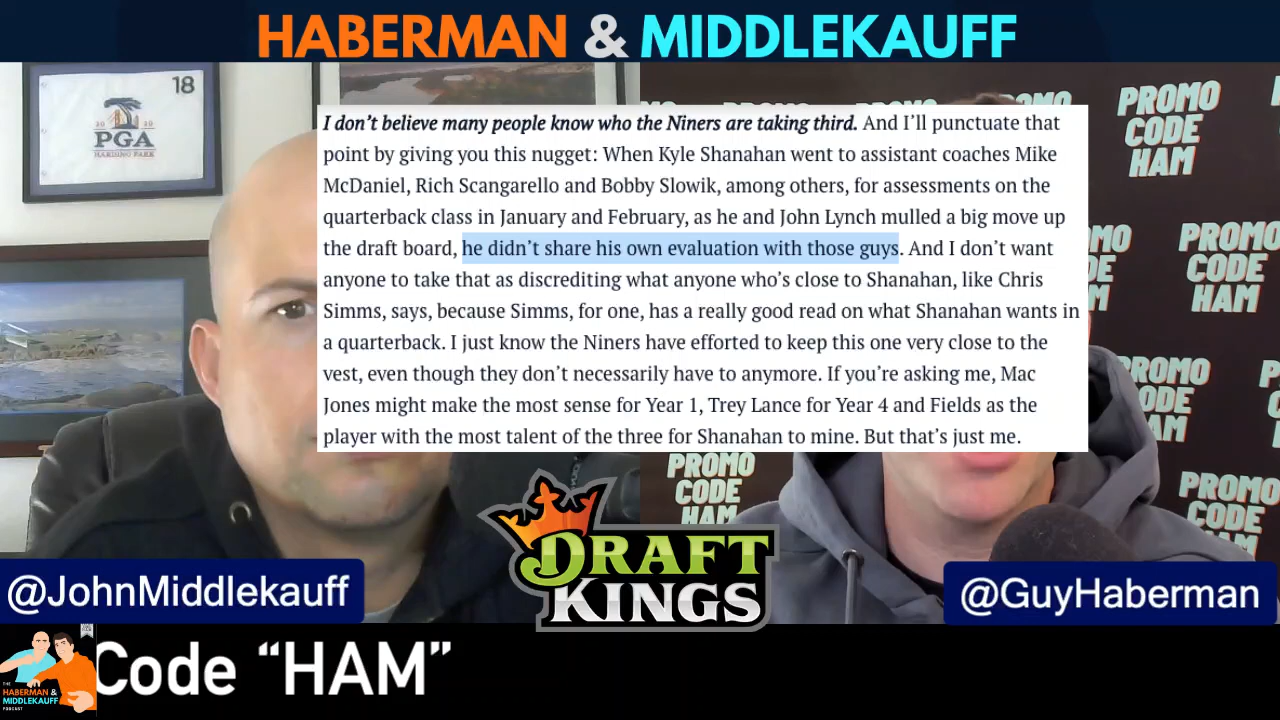 HABERMAN & MIDDLEKAUFF
18
20 20
PGA
HARDING PARK
PROMO
CODE
HAM
I don't believe many people know who the Niners are taking third. And I'll punctuate that
point by giving you this nugget: When Kyle Shanahan went to assistant coaches Mike
McDaniel, Rich Scangarello and Bobby Slowik, among others, for assessments on the
quarterback class in January and February, as he and John Lynch mulled a big move up
the draft board, he didn't share his own evaluation with those guys. And I don't want
anyone to take that as discrediting what anyone who's close to Shanahan, like Chris
Simms, says, because Simms, for one, has a really good read on what Shanahan wants in
a quarterback. I just know the Niners have efforted to keep this one very close to the
vest, even though they don't necessarily have to anymore. If you're asking me, Mac
Jones might make the most sense for Year 1, Trey Lance for Year 4 and Fields as the
player with the most talent of the three for Shanahan to mine. But that's just me.
PROMO
CODE
HAM
PROMO
CODE
HAM
DRAFT
KINGS
@JohnMiddlekauff
@GuyHaberman
THE
HABERMAN &
MIDDLEKAUFF
PODCAST
Code “HAM”